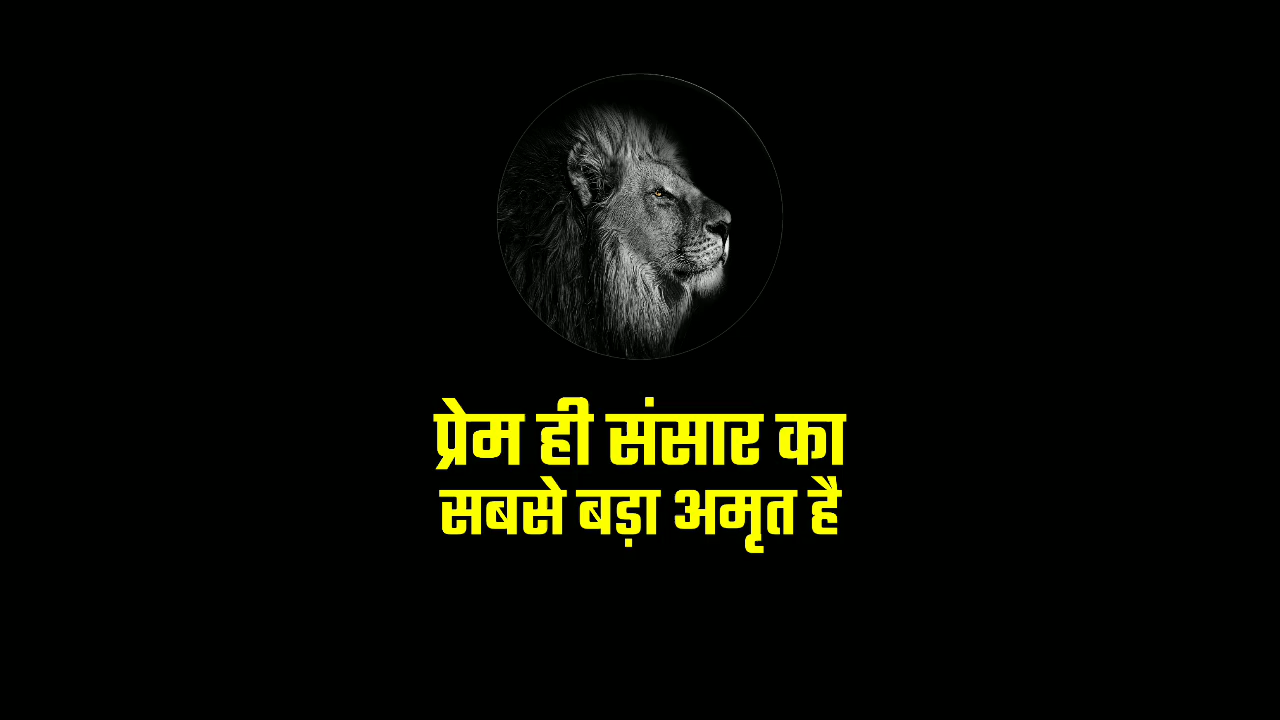 प्रेम ही संसार का
सबसे बड़ा अमृत है